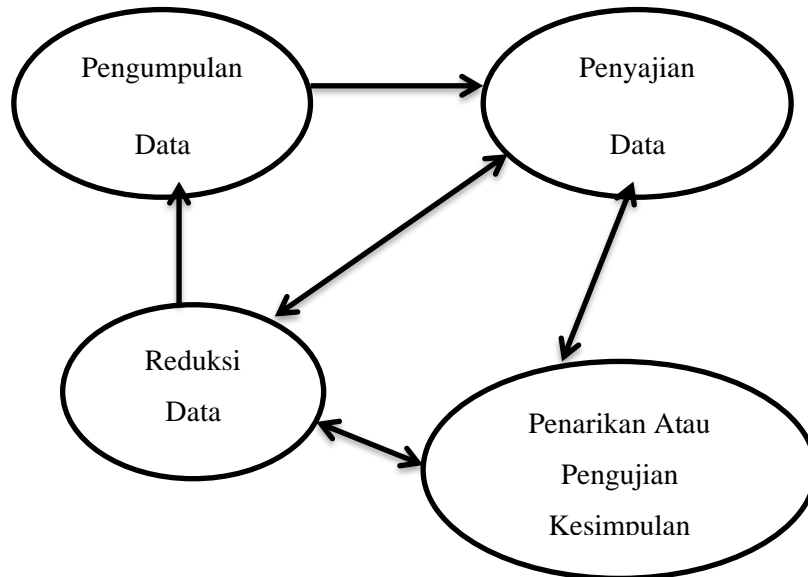 Pengumpulan
Data
Penyajian
Data
Reduksi
Data
Penarikan Atau
Pengujian
Kesimpulan